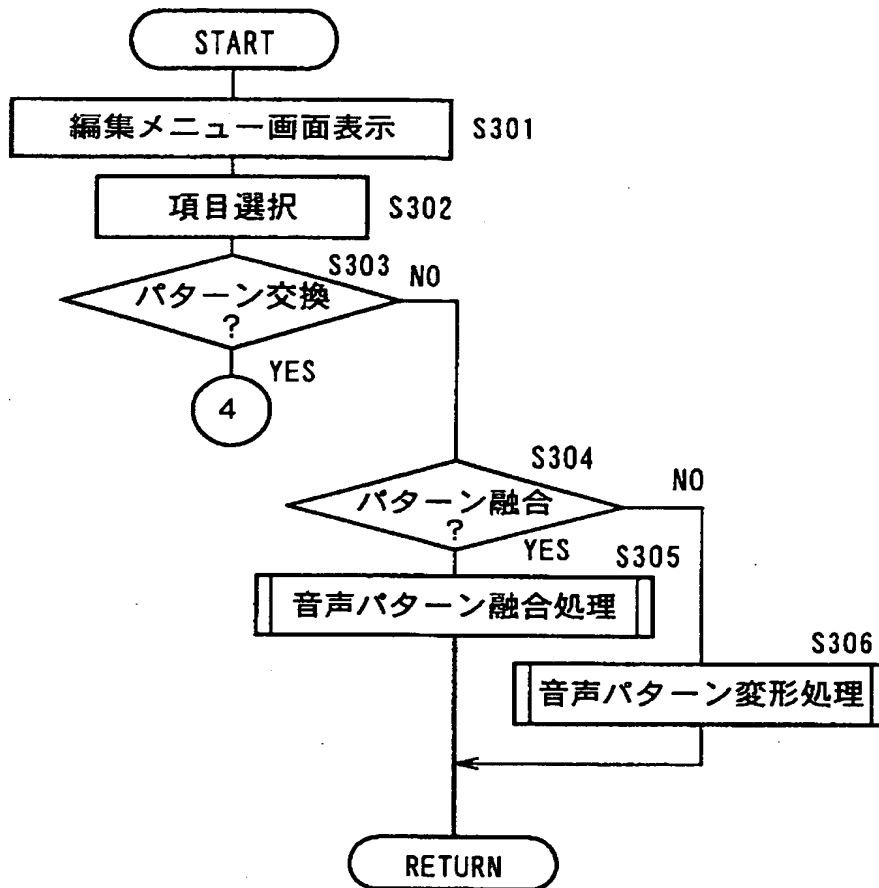 START
編集メニュー画面表示 S301
項目選択 S302
S303
パターン交換
?
NO
YES
4
S304
パターン融合
?
NO
YES
S305
音声パターン融合処理
S306
音声パターン変形処理
RETURN